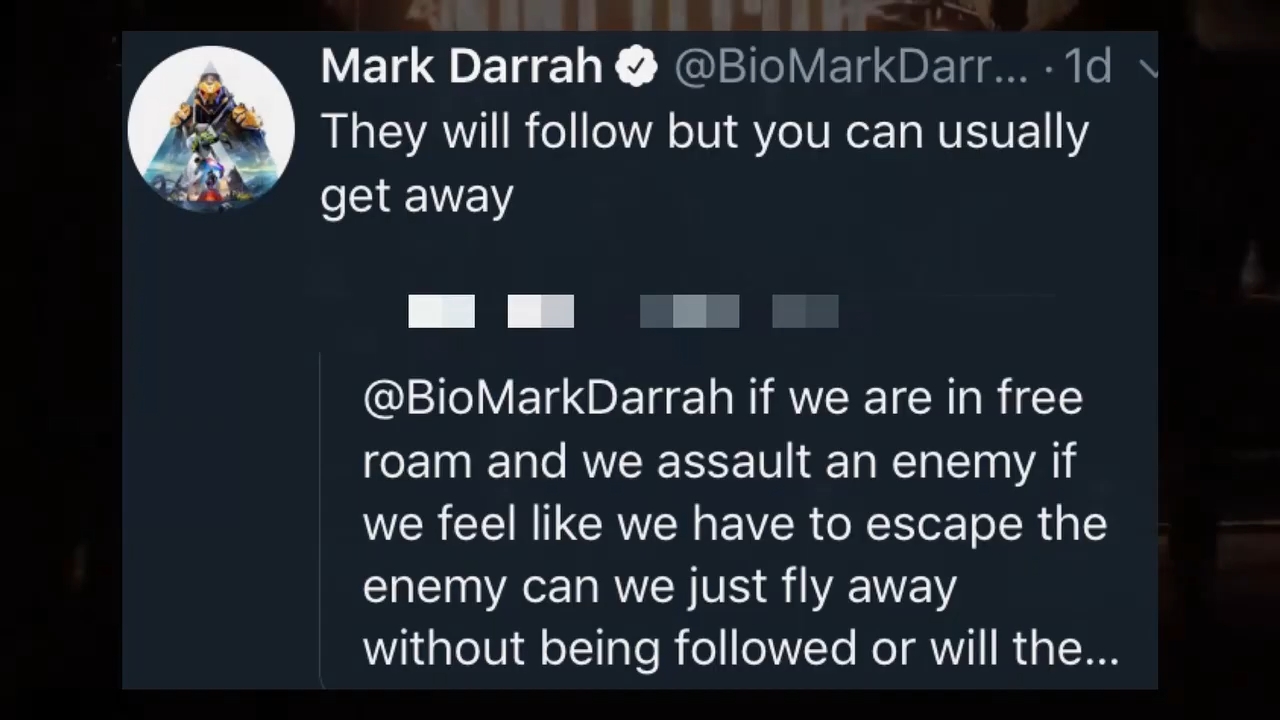 Mark Darrah @BioMarkDarr... · 1d
They will follow but you can usually
get away
@BioMarkDarrah if we are in free
roam and we assault an enemy if
we feel like we have to escape the
enemy can we just fly away
without being followed or will the...